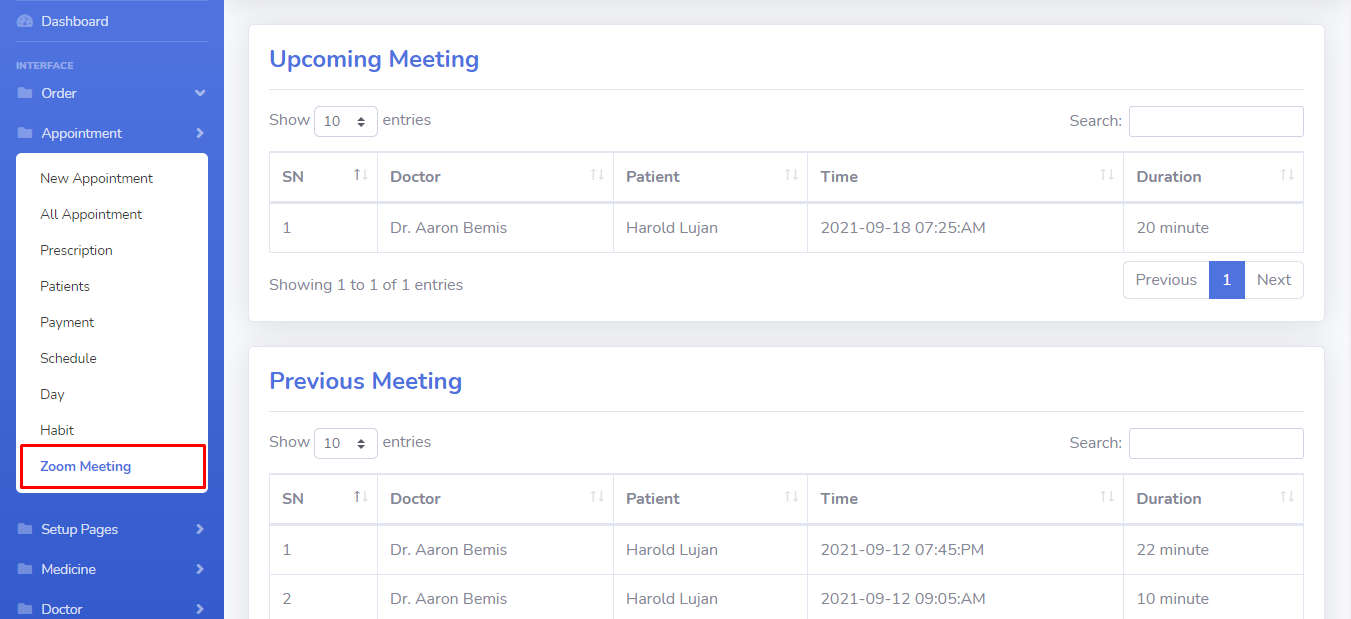 Dashboard
INTERFACE
Order
Appointment
New Appointment
All Appointment
Prescription
Patients
Payment
Schedule
Day
Habit
Zoom Meeting
Setup Pages
Medicine
Doctor
Upcoming Meeting
Show 10 entries Search:
SN Doctor Patient Time Duration
1 Dr. Aaron Bemis Harold Lujan 2021-09-18 07:25:AM 20 minute
Showing 1 to 1 of 1 entries Previous 1 Next
Previous Meeting
Show 10 entries Search:
SN Doctor Patient Time Duration
1 Dr. Aaron Bemis Harold Lujan 2021-09-12 07:45:PM 22 minute
2 Dr. Aaron Bemis Harold Lujan 2021-09-12 09:05:AM 10 minute